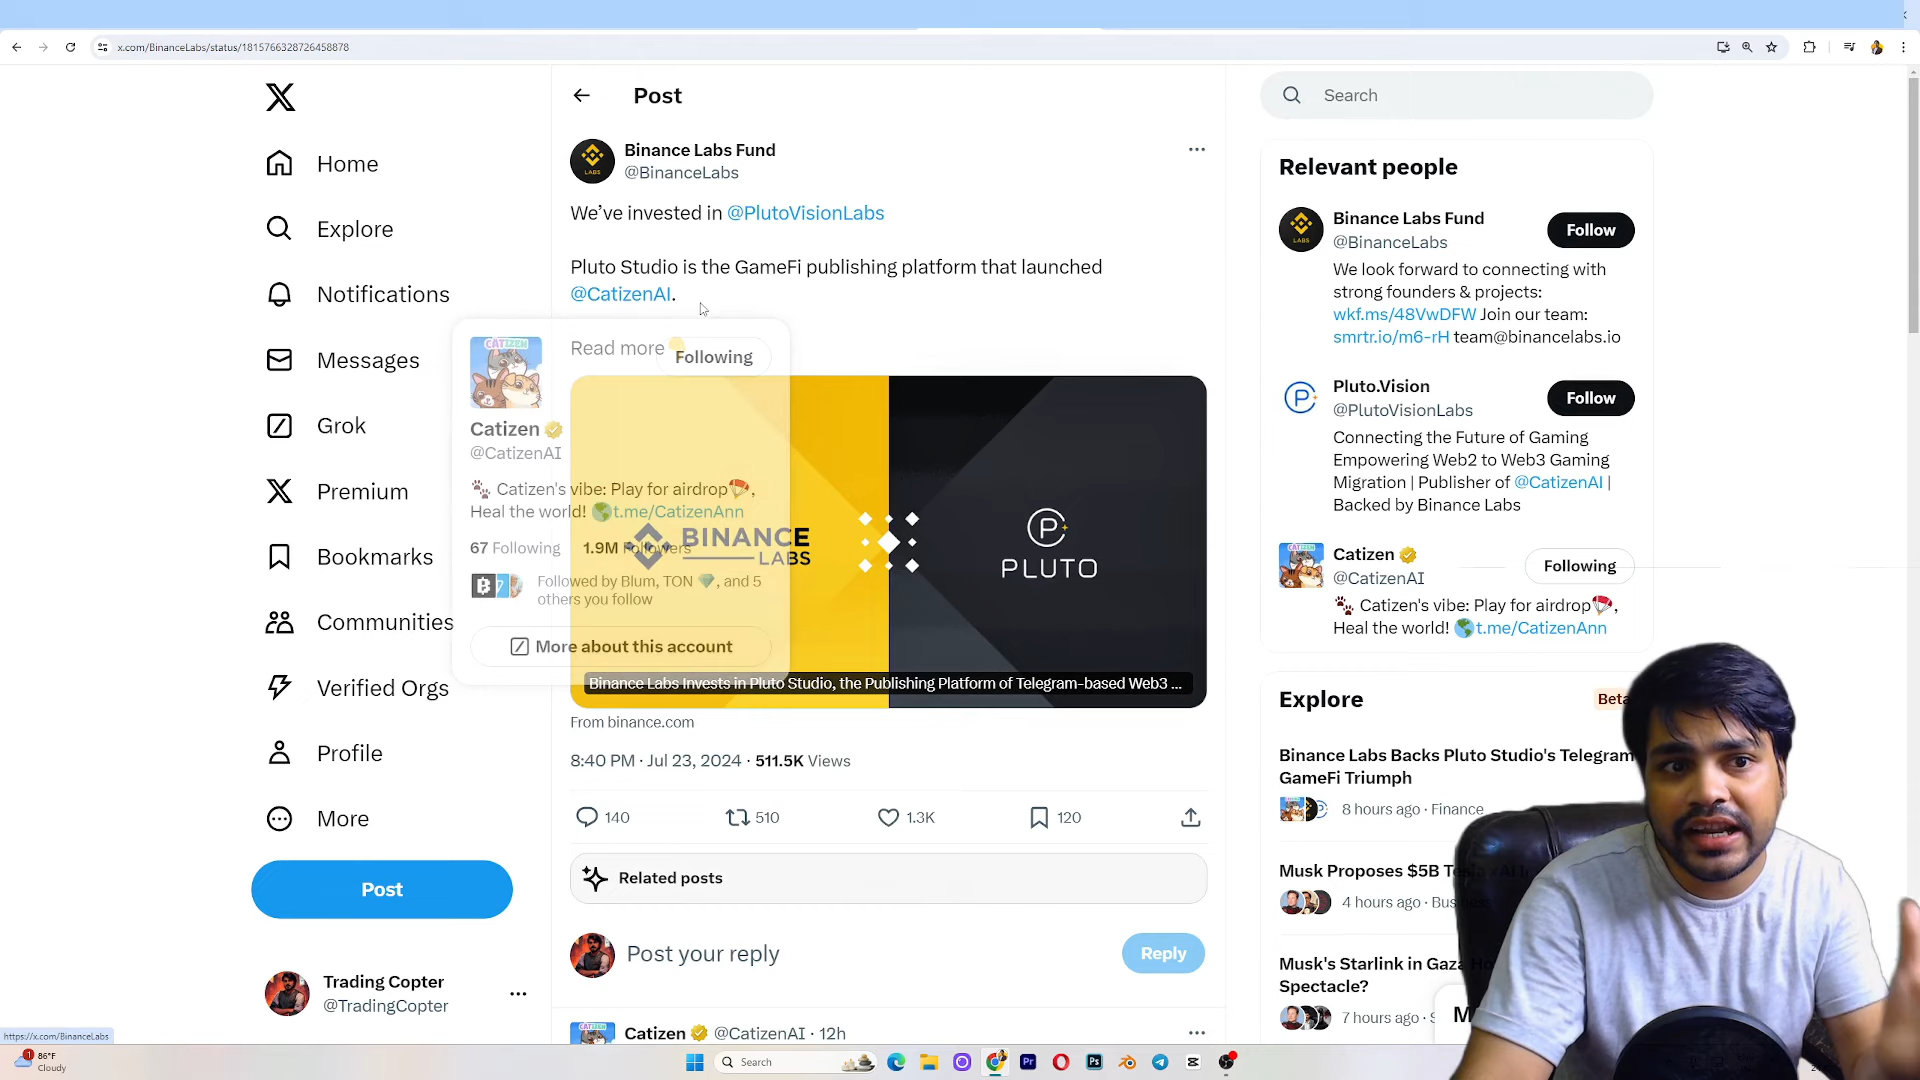 x.com/BinanceLabs/status/1815766328726458878
Home
Explore
Notifications
Messages
Grok
Premium
Bookmarks
Communities
Verified Orgs
Profile
More
Post
Trading Copter
@TradingCopter
https://x.com/BinanceLabs
Post
Binance Labs Fund
@BinanceLabs
We've invested in @PlutoVisionLabs
Pluto Studio is the GameFi publishing platform that launched
@CatizenAI.
Read more
CATIZEN
Following
Catizen
@CatizenAI
🐾 Catizen's vibe: Play for airdrop🪂,
Heal the world! 🌎t.me/CatizenAnn
67 Following 1.9M Followers
Followed by Blum, TON 💎, and 5
others you follow
More about this account
BINANCE
LABS
PLUTO
Binance Labs Invests in Pluto Studio, the Publishing Platform of Telegram-based Web3 ...
From binance.com
8:40 PM · Jul 23, 2024 · 511.5K Views
140
510
1.3K
120
Related posts
Post your reply
Reply
Catizen @CatizenAI · 12h
Search
Relevant people
LABS
Binance Labs Fund
@BinanceLabs
Follow
We look forward to connecting with
strong founders & projects:
wkf.ms/48VwDFW Join our team:
smrtr.io/m6-rH team@binancelabs.io
Pluto.Vision
@PlutoVisionLabs
Follow
Connecting the Future of Gaming
Empowering Web2 to Web3 Gaming
Migration | Publisher of @CatizenAI |
Backed by Binance Labs
Catizen
@CatizenAI
Following
🐾 Catizen's vibe: Play for airdrop🪂,
Heal the world! 🌎t.me/CatizenAnn
Explore
Beta
Binance Labs Backs Pluto Studio's Telegram
GameFi Triumph
8 hours ago · Finance
Musk Proposes $5B
4 hours ago ·
Musk's Starlink in Gaza
Spectacle?
7 hours ago ·
86°F
Cloudy
Search